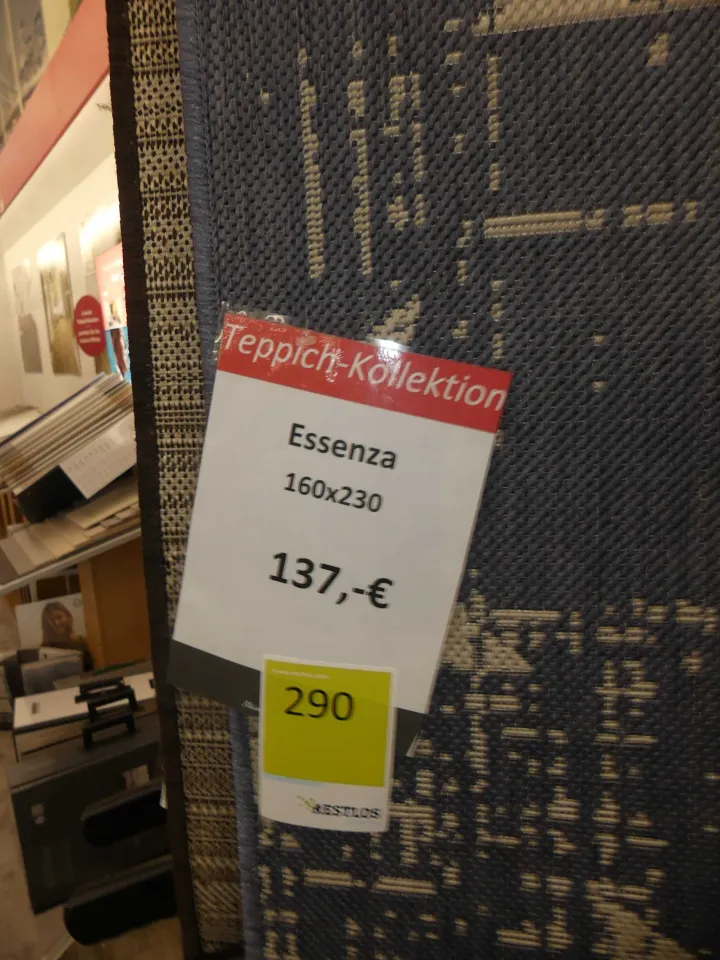 Teppich-Kollektion
Essenza
160x230
137,-€
290
RESTLOS